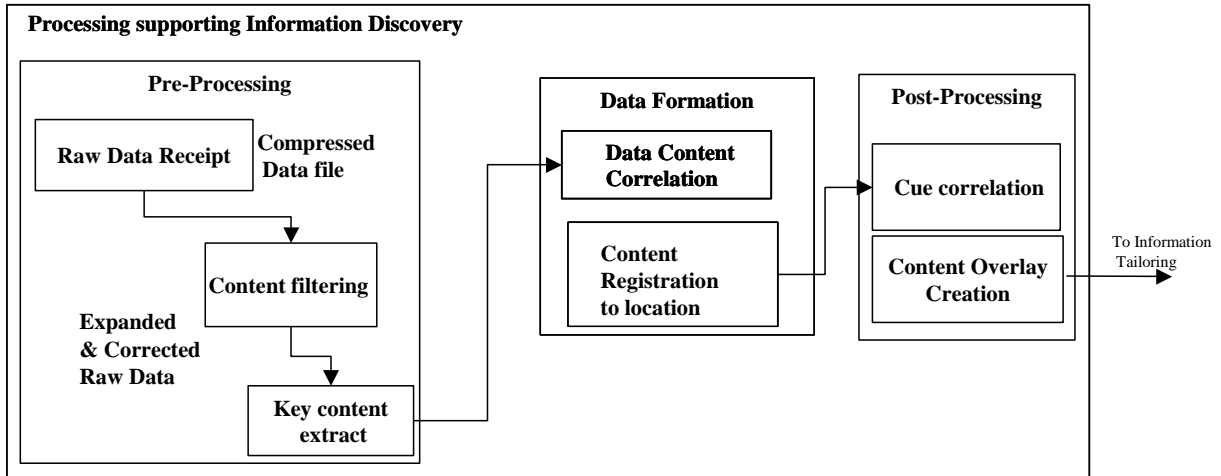 Processing supporting Information Discovery
Pre-Processing
Raw Data Receipt
Compressed
Data file
Content filtering
Expanded
& Corrected
Raw Data
Key content
extract
Data Formation
Data Content
Correlation
Content
Registration
to location
Post-Processing
Cue correlation
Content Overlay
Creation
To Information
Tailoring